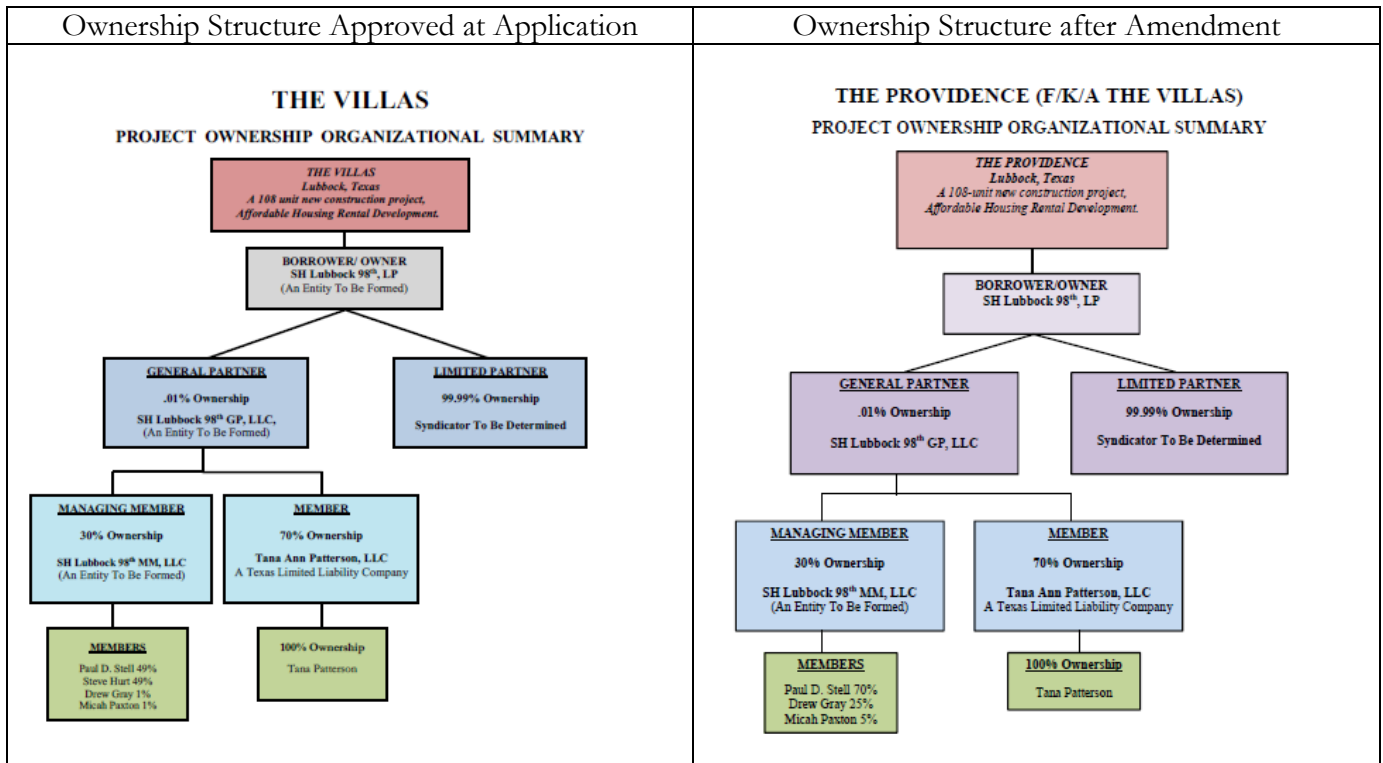 Ownership Structure Approved at Application
THE VILLAS
PROJECT OWNERSHIP ORGANIZATIONAL SUMMARY
THE VILLAS
Lubbock, Texas
A 108 unit new construction project,
Affordable Housing Rental Development.
BORROWER/ OWNER
SH Lubbock 98th, LP
(An Entity To Be Formed)
GENERAL PARTNER
.01% Ownership
SH Lubbock 98th GP, LLC,
(An Entity To Be Formed)
LIMITED PARTNER
99.99% Ownership
Syndicator To Be Determined
MANAGING MEMBER
30% Ownership
SH Lubbock 98th MM, LLC
(An Entity To Be Formed)
MEMBER
70% Ownership
Tana Ann Patterson, LLC
A Texas Limited Liability Company
MEMBERS
Paul D. Stell 49%
Steve Hurt 49%
Drew Gray 1%
Micah Paxton 1%
100% Ownership
Tana Patterson
Ownership Structure after Amendment
THE PROVIDENCE (F/K/A THE VILLAS)
PROJECT OWNERSHIP ORGANIZATIONAL SUMMARY
THE PROVIDENCE
Lubbock, Texas
A 108-unit new construction project,
Affordable Housing Rental Development.
BORROWER/OWNER
SH Lubbock 98th, LP
GENERAL PARTNER
.01% Ownership
SH Lubbock 98th GP, LLC
LIMITED PARTNER
99.99% Ownership
Syndicator To Be Determined
MANAGING MEMBER
30% Ownership
SH Lubbock 98th MM, LLC
(An Entity To Be Formed)
MEMBER
70% Ownership
Tana Ann Patterson, LLC
A Texas Limited Liability Company
MEMBERS
Paul D. Stell 70%
Drew Gray 25%
Micah Paxton 5%
100% Ownership
Tana Patterson